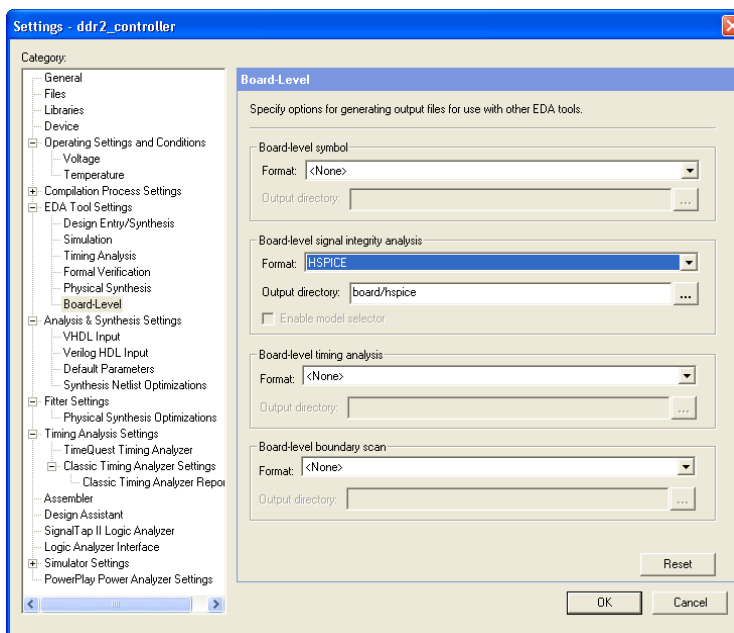 Settings - ddr2_controller
Category:
General
Files
Libraries
Device
Operating Settings and Conditions
Voltage
Temperature
Compilation Process Settings
EDA Tool Settings
Design Entry/Synthesis
Simulation
Timing Analysis
Formal Verification
Physical Synthesis
Board-Level
Analysis & Synthesis Settings
VHDL Input
Verilog HDL Input
Default Parameters
Synthesis Netlist Optimizations
Fitter Settings
Physical Synthesis Optimizations
Timing Analysis Settings
TimeQuest Timing Analyzer
Classic Timing Analyzer Settings
Classic Timing Analyzer Repor
Assembler
Design Assistant
SignalTap II Logic Analyzer
Logic Analyzer Interface
Simulator Settings
PowerPlay Power Analyzer Settings
Board-Level
Specify options for generating output files for use with other EDA tools.
Board-level symbol
Format: <None>
Output directory: ...
Board-level signal integrity analysis
Format: HSPICE
Output directory: board/hspice ...
Enable model selector
Board-level timing analysis
Format: <None>
Output directory: ...
Board-level boundary scan
Format: <None>
Output directory: ...
Reset
OK Cancel